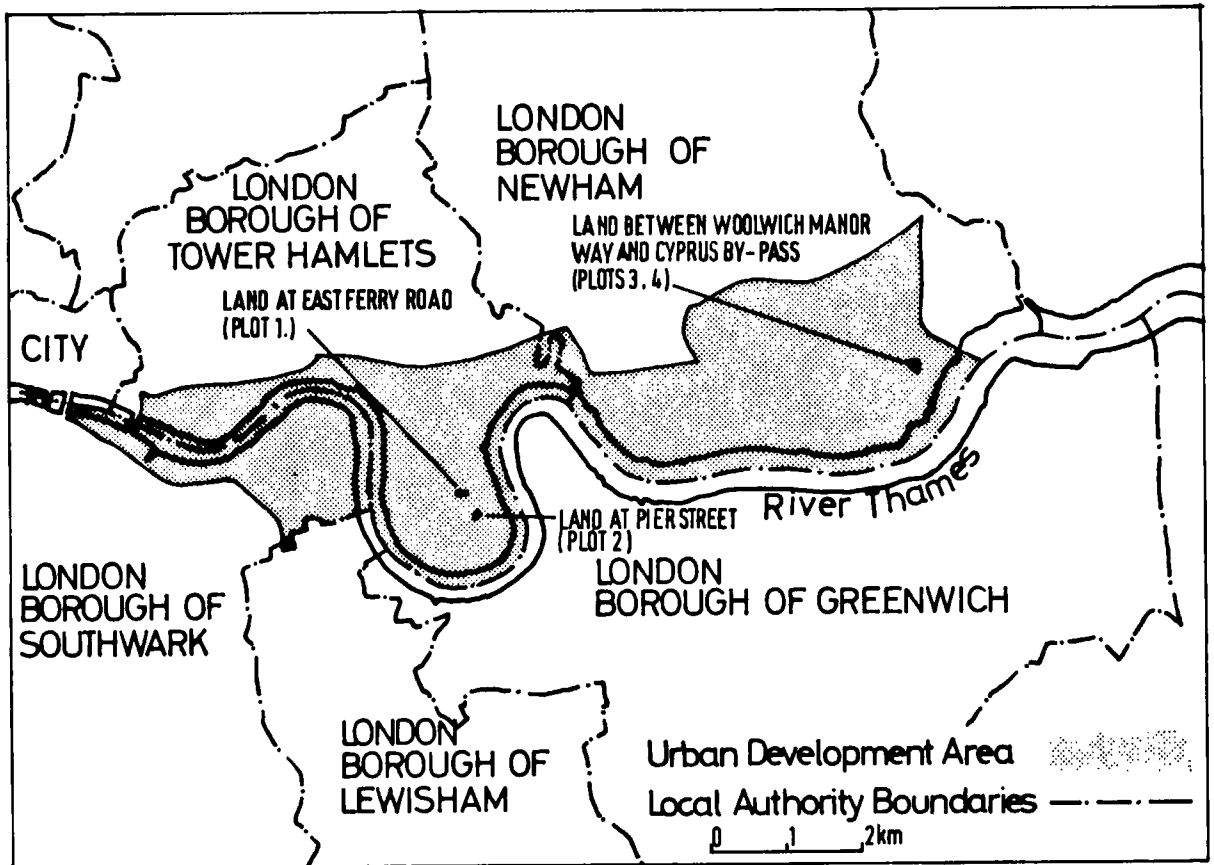 LONDON
BOROUGH OF
NEWHAM
LONDON
BOROUGH OF
TOWER HAMLETS
LAND BETWEEN WOOLWICH MANOR
WAY AND CYPRUS BY-PASS
(PLOTS 3, 4)
LAND AT EAST FERRY ROAD
(PLOT 1.)
CITY
River Thames
LAND AT PIER STREET
(PLOT 2)
LONDON
BOROUGH OF
SOUTHWARK
LONDON
BOROUGH OF GREENWICH
LONDON
BOROUGH OF
LEWISHAM
Urban Development Area
Local Authority Boundaries
0 1 2km